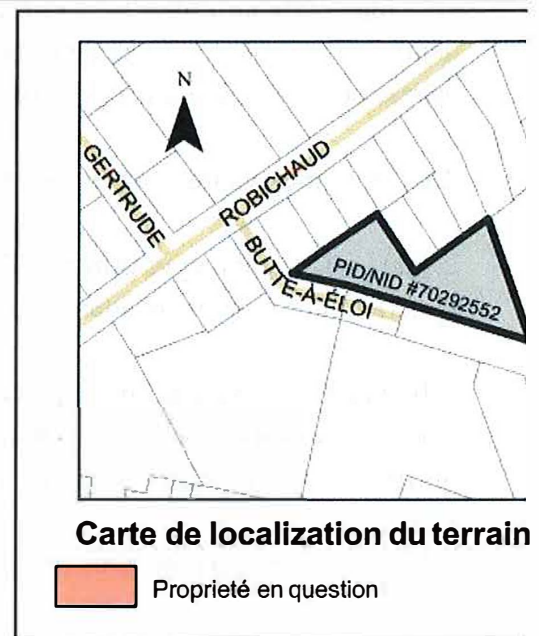 N
GERTRUDE
ROBICHAUD
BUTTE-À-ÉLOI
PID/NID #70292552
Carte de localization du terrain
Proprieté en question